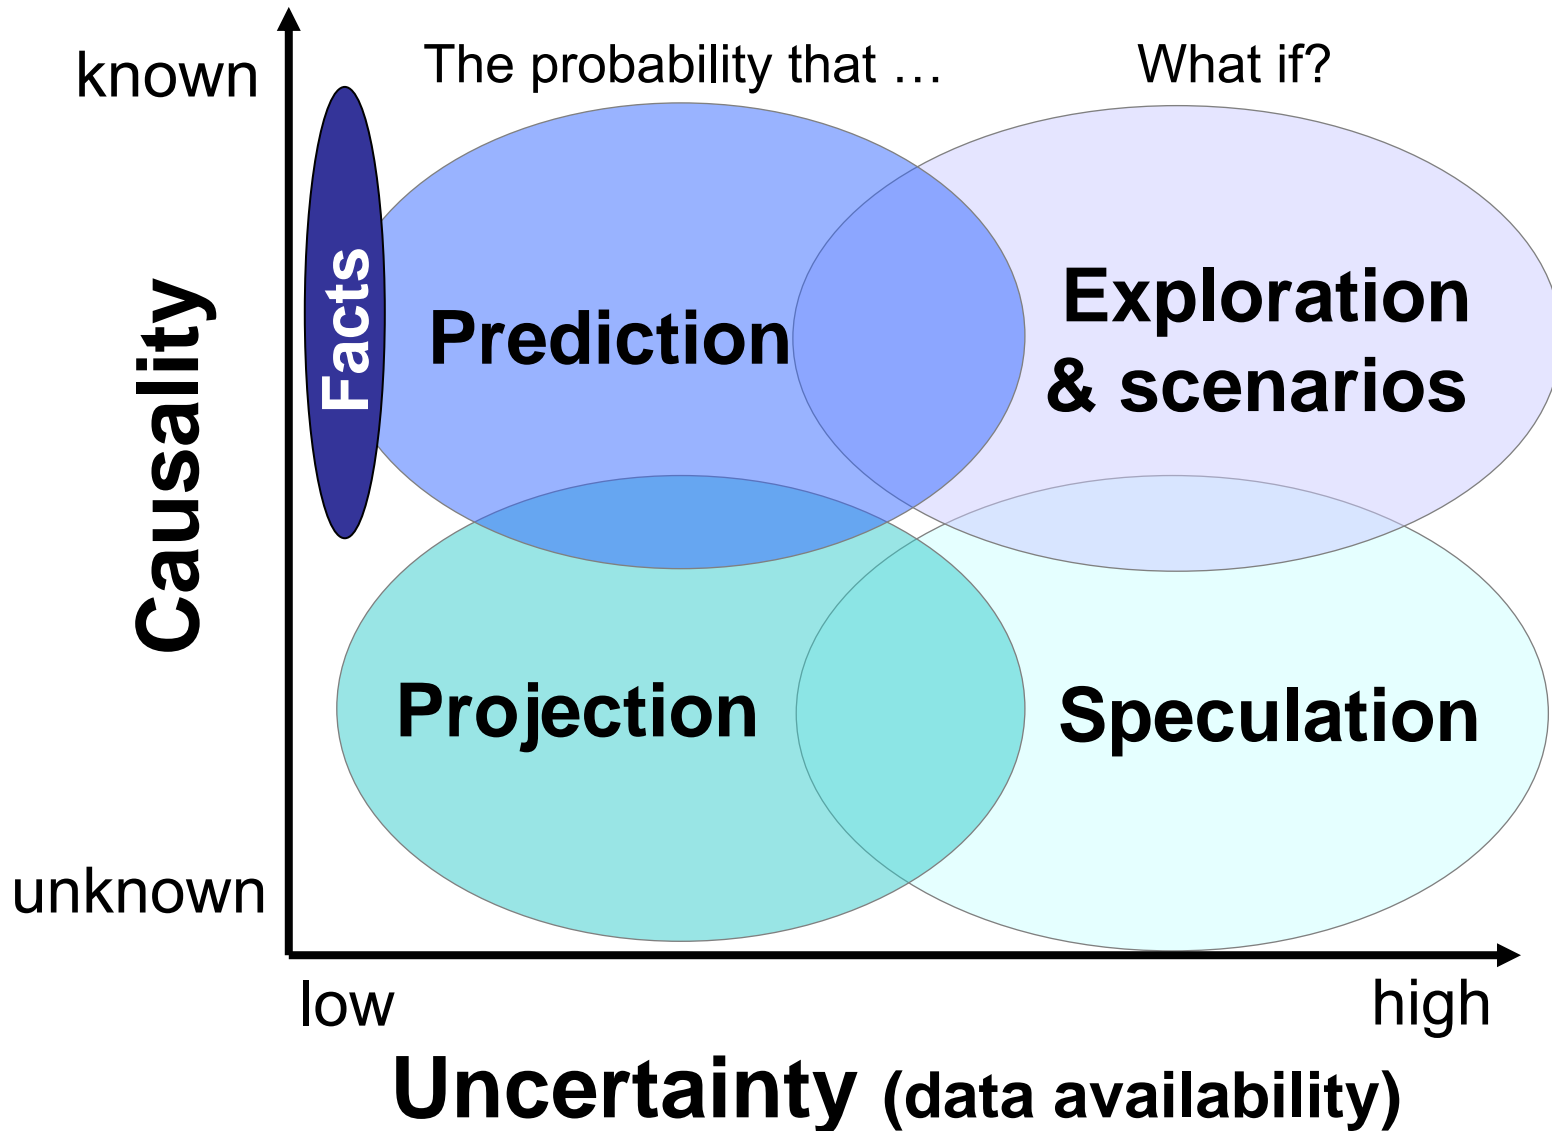 known
The probability that …
What if?
Causality
Facts
Prediction
Exploration
& scenarios
Projection
Speculation
unknown
low
high
Uncertainty (data availability)